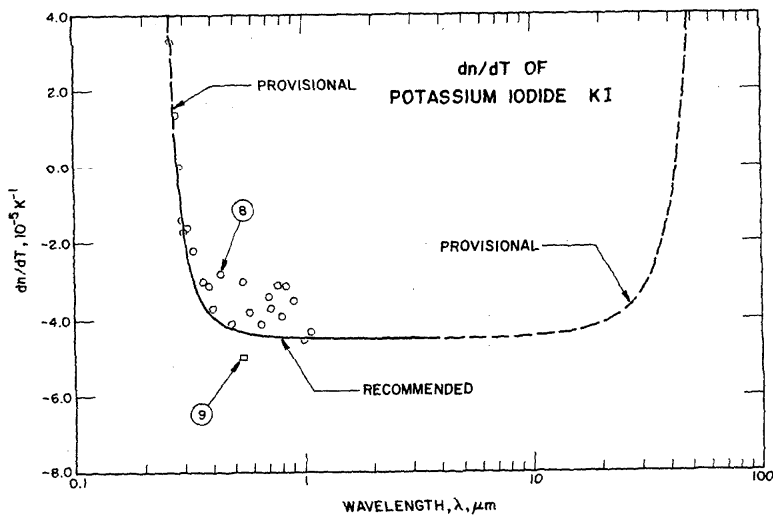 4.0
2.0
0.0
-2.0
-4.0
-6.0
-8.0
dn/dT, 10⁻⁵ K⁻¹
dn/dT OF
POTASSIUM IODIDE KI
PROVISIONAL
8
PROVISIONAL
RECOMMENDED
9
0.1
1.0
10
100
WAVELENGTH, λ, μm